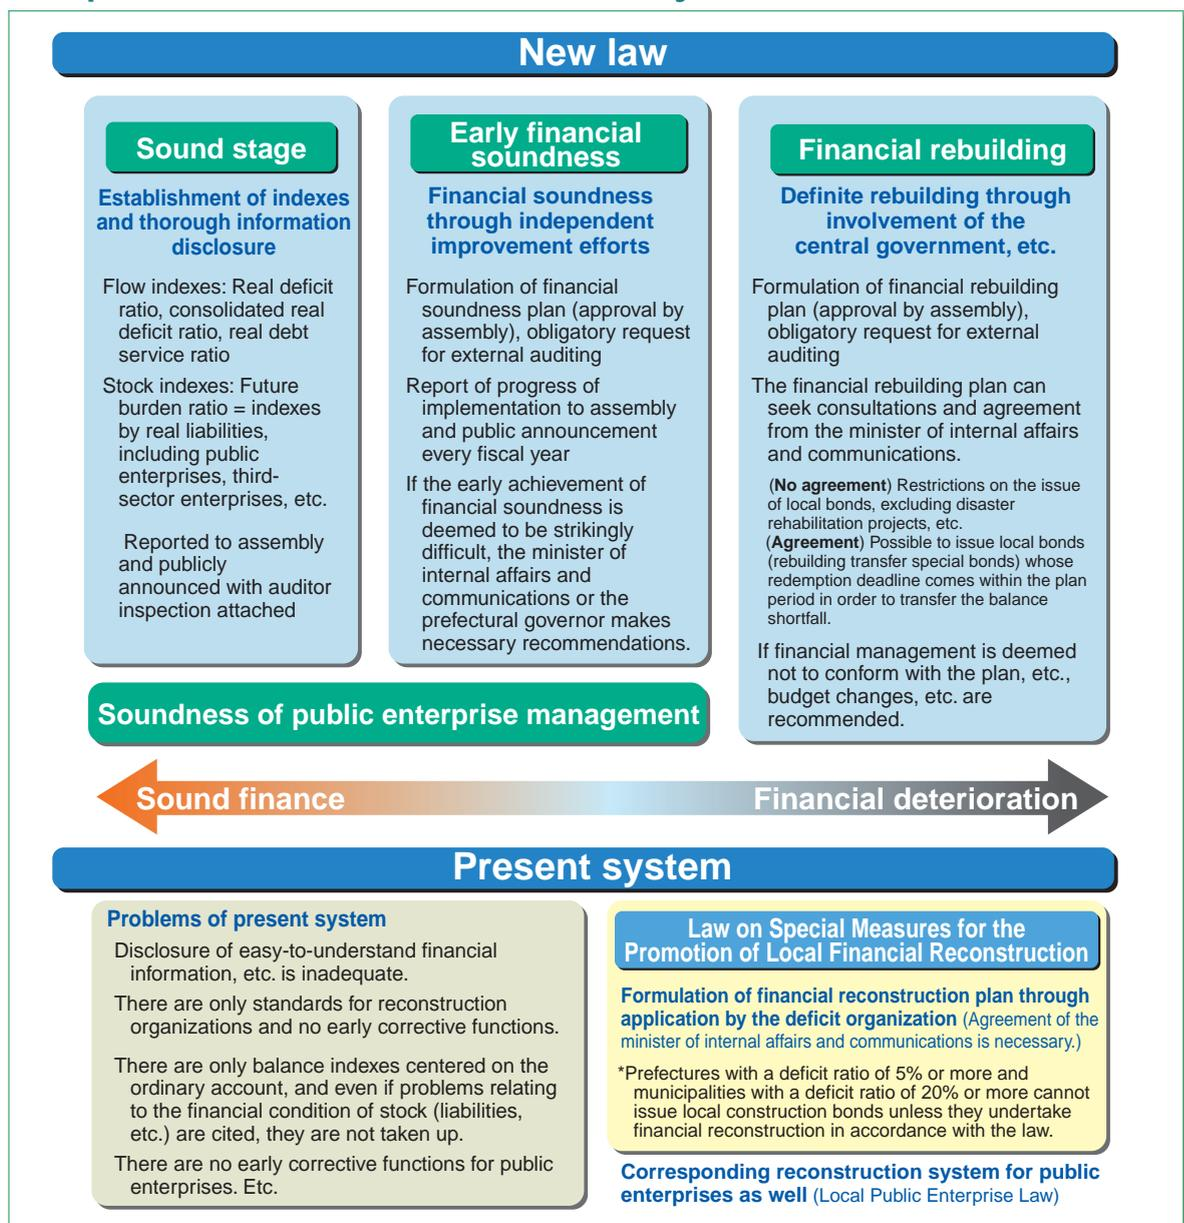 New law
Sound stage
Establishment of indexes
and thorough information
disclosure
Flow indexes: Real deficit
ratio, consolidated real
deficit ratio, real debt
service ratio
Stock indexes: Future
burden ratio = indexes
by real liabilities,
including public
enterprises, third-
sector enterprises, etc.
Reported to assembly
and publicly
announced with auditor
inspection attached
Early financial
soundness
Financial soundness
through independent
improvement efforts
Formulation of financial
soundness plan (approval by
assembly), obligatory request
for external auditing
Report of progress of
implementation to assembly
and public announcement
every fiscal year
If the early achievement of
financial soundness is
deemed to be strikingly
difficult, the minister of
internal affairs and
communications or the
prefectural governor makes
necessary recommendations.
Financial rebuilding
Definite rebuilding through
involvement of the
central government, etc.
Formulation of financial rebuilding
plan (approval by assembly),
obligatory request for external
auditing
The financial rebuilding plan can
seek consultations and agreement
from the minister of internal affairs
and communications.
(No agreement) Restrictions on the issue
of local bonds, excluding disaster
rehabilitation projects, etc.
(Agreement) Possible to issue local bonds
(rebuilding transfer special bonds) whose
redemption deadline comes within the plan
period in order to transfer the balance
shortfall.
If financial management is deemed
not to conform with the plan, etc.,
budget changes, etc. are
recommended.
Soundness of public enterprise management
Sound finance
Financial deterioration
Present system
Problems of present system
Disclosure of easy-to-understand financial
information, etc. is inadequate.
There are only standards for reconstruction
organizations and no early corrective functions.
There are only balance indexes centered on the
ordinary account, and even if problems relating
to the financial condition of stock (liabilities,
etc.) are cited, they are not taken up.
There are no early corrective functions for public
enterprises. Etc.
Law on Special Measures for the
Promotion of Local Financial Reconstruction
Formulation of financial reconstruction plan through
application by the deficit organization (Agreement of the
minister of internal affairs and communications is necessary.)
*Prefectures with a deficit ratio of 5% or more and
municipalities with a deficit ratio of 20% or more cannot
issue local construction bonds unless they undertake
financial reconstruction in accordance with the law.
Corresponding reconstruction system for public
enterprises as well (Local Public Enterprise Law)